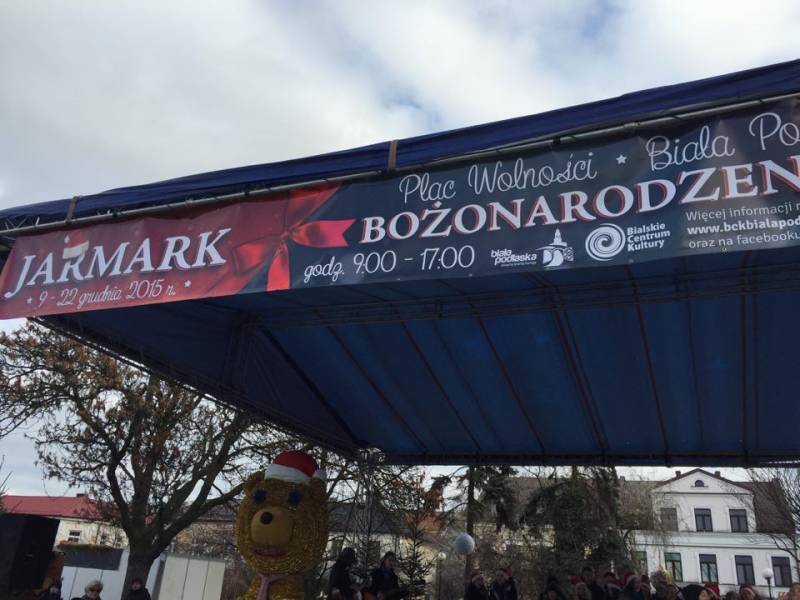 JARMARK
9 - 22 grudnia 2015 r.
Plac Wolności ★ Biała Po
BOŻONARODZEN
godz. 9.00 - 17.00
biała
podlaska
Bialskie
Centrum
Kultury
Więcej informacji
www.bckbialapod
oraz na facebooku